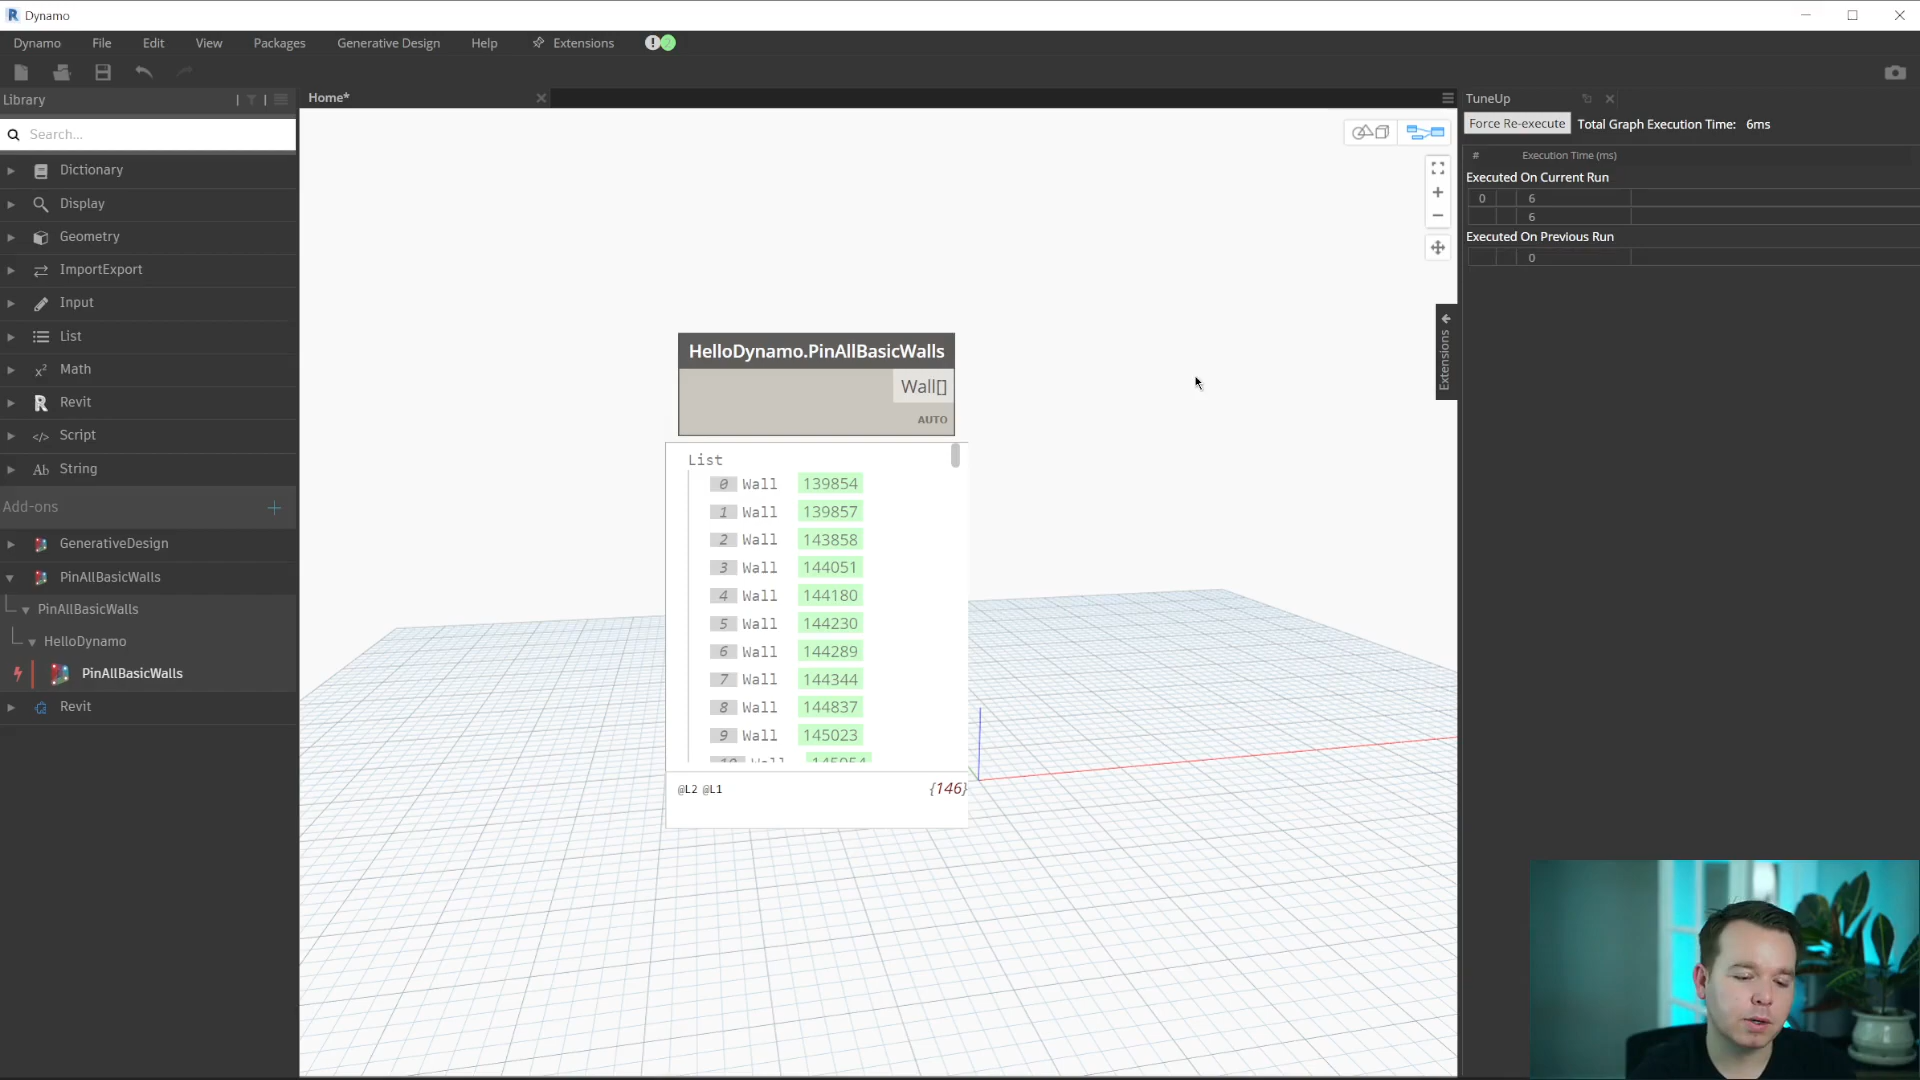 Dynamo
Dynamo File Edit View Packages Generative Design Help Extensions
Library
Search...
Dictionary
Display
Geometry
ImportExport
Input
List
Math
Revit
Script
String
Add-ons
GenerativeDesign
PinAllBasicWalls
PinAllBasicWalls
HelloDynamo
PinAllBasicWalls
Revit
Home*
HelloDynamo.PinAllBasicWalls
Wall[]
AUTO
List
0 Wall 139854
1 Wall 139857
2 Wall 143858
3 Wall 144051
4 Wall 144180
5 Wall 144230
6 Wall 144289
7 Wall 144344
8 Wall 144837
9 Wall 145023
10 Wall
@L2 @L1 {146}
Extensions
TuneUp
Force Re-execute Total Graph Execution Time: 6ms
# Execution Time (ms)
Executed On Current Run
0 6
6
Executed On Previous Run
0